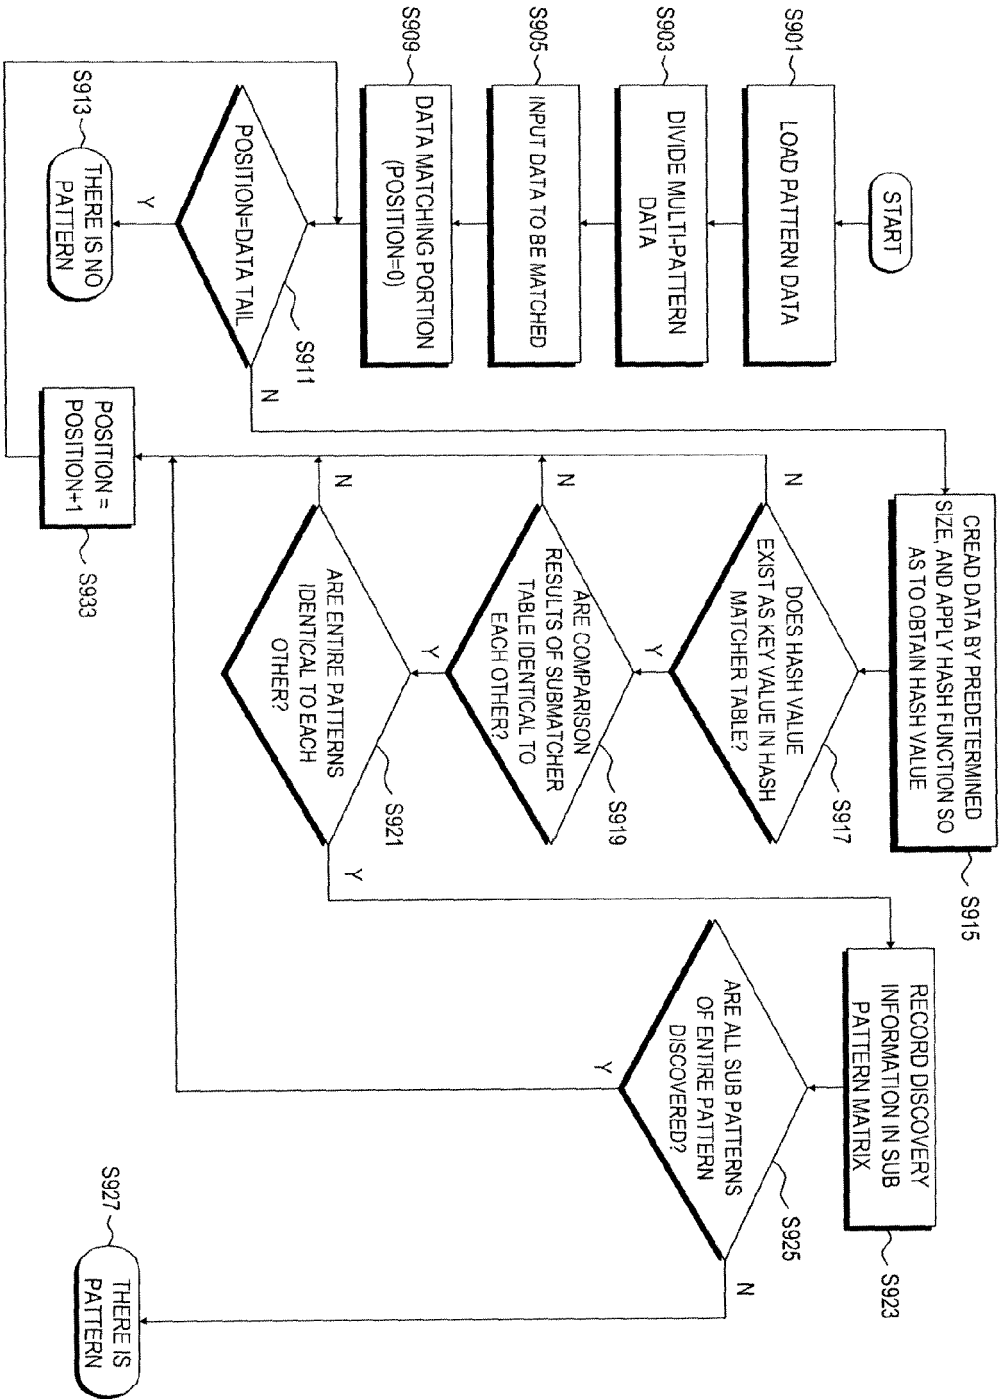 START
S901
LOAD PATTERN DATA
S903
DIVIDE MULTI-PATTERN
DATA
S905
INPUT DATA TO BE MATCHED
S909
DATA MATCHING PORTION
(POSITION=0)
POSITION=DATA TAIL
S911
N
Y
S913
THERE IS NO
PATTERN
CREAD DATA BY PREDETERMINED
SIZE, AND APPLY HASH FUNCTION SO
AS TO OBTAIN HASH VALUE
S915
DOES HASH VALUE
EXIST AS KEY VALUE IN HASH
MATCHER TABLE?
S917
N
Y
ARE COMPARISON
RESULTS OF SUBMATCHER
TABLE IDENTICAL TO
EACH OTHER?
S919
N
Y
ARE ENTIRE PATTERNS
IDENTICAL TO EACH
OTHER?
S921
N
Y
POSITION =
POSITION+1
S933
RECORD DISCOVERY
INFORMATION IN SUB
PATTERN MATRIX
S923
ARE ALL SUB PATTERNS
OF ENTIRE PATTERN
DISCOVERED?
S925
Y
N
S927
THERE IS
PATTERN